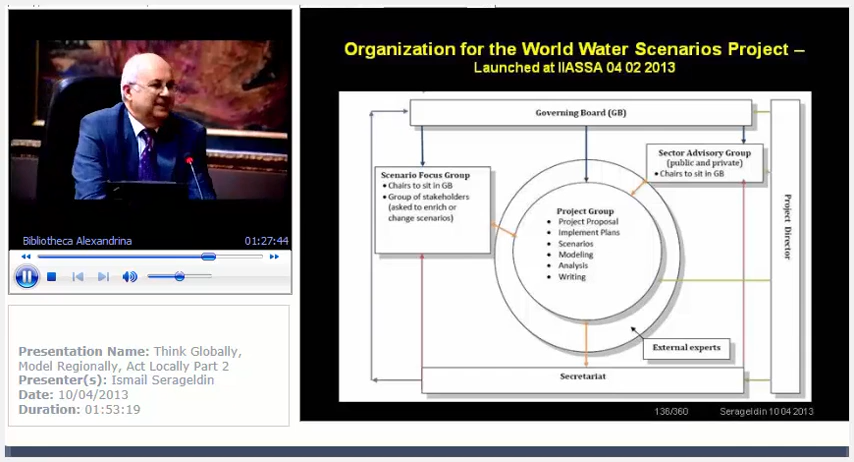 Organization for the World Water Scenarios Project –
Launched at IIASSA 04 02 2013
Governing Board (GB)
Sector Advisory Group
(public and private)
• Chairs to sit in GB
Scenario Focus Group
• Chairs to sit in GB
• Group of stakeholders
(asked to enrich or
change scenarios)
Project Group
• Project Proposal
• Implement Plans
• Scenarios
• Modeling
• Analysis
• Writing
Project Director
External experts
Secretariat
136/360 Serageldin 10 04 2013
Bibliotheca Alexandrina 01:27:44
Presentation Name: Think Globally,
Model Regionally, Act Locally Part 2
Presenter(s): Ismail Serageldin
Date: 10/04/2013
Duration: 01:53:19